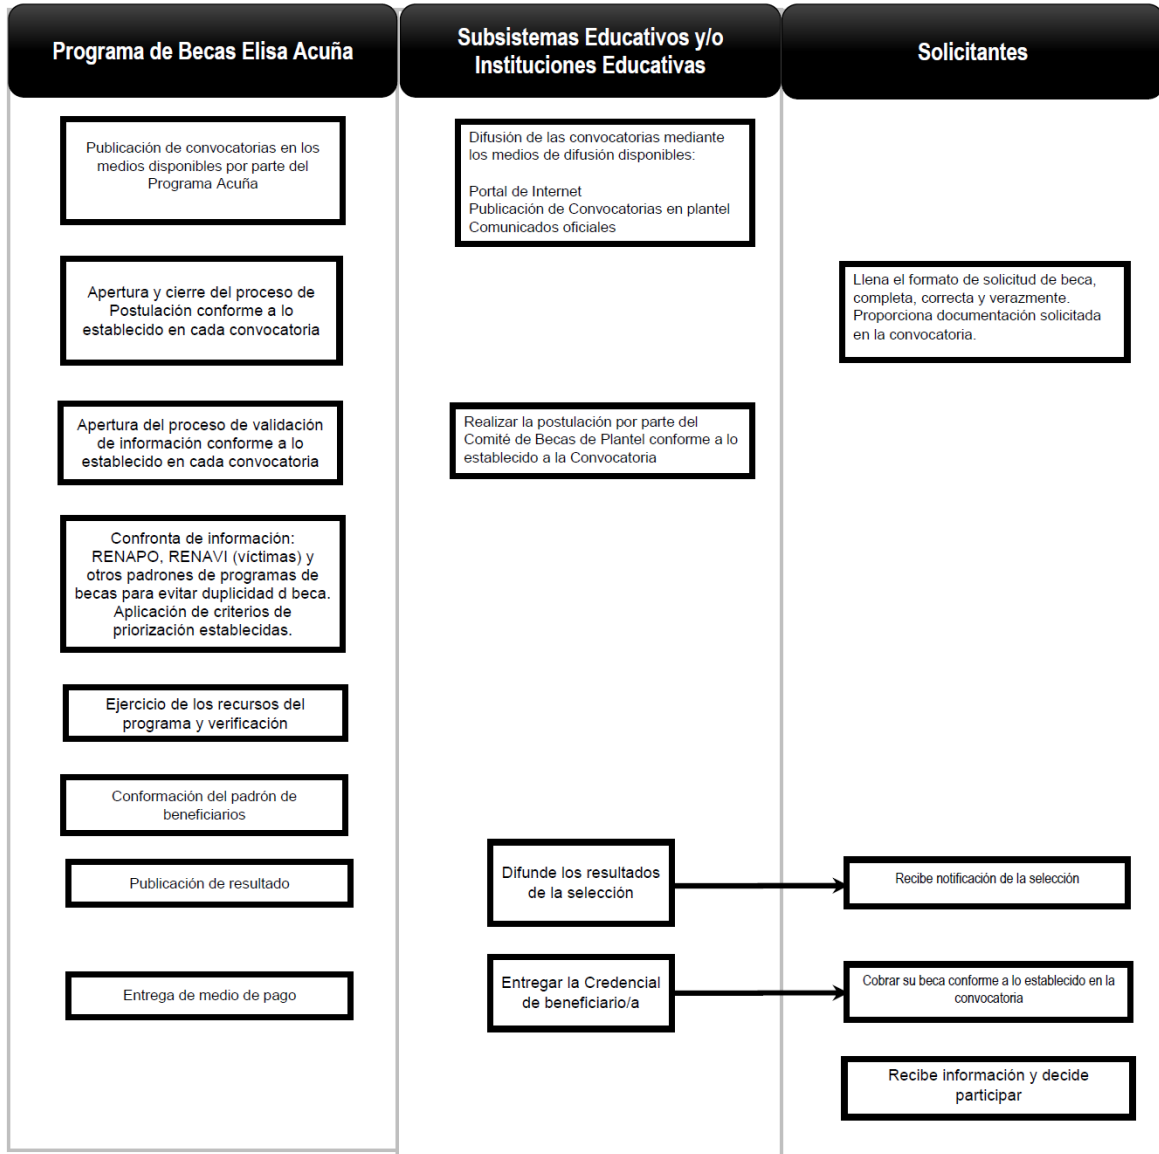 Programa de Becas Elisa Acuña
Subsistemas Educativos y/o
Instituciones Educativas
Solicitantes
Publicación de convocatorias en los
medios disponibles por parte del
Programa Acuña
Difusión de las convocatorias mediante
los medios de difusión disponibles:
Portal de Internet
Publicación de Convocatorias en plantel
Comunicados oficiales
Apertura y cierre del proceso de
Postulación conforme a lo
establecido en cada convocatoria
Llena el formato de solicitud de beca,
completa, correcta y verazmente.
Proporciona documentación solicitada
en la convocatoria.
Apertura del proceso de validación
de información conforme a lo
establecido en cada convocatoria
Realizar la postulación por parte del
Comité de Becas de Plantel conforme a lo
establecido a la Convocatoria
Confronta de información:
RENAPO, RENAVI (víctimas) y
otros padrones de programas de
becas para evitar duplicidad d beca.
Aplicación de criterios de
priorización establecidas.
Ejercicio de los recursos del
programa y verificación
Conformación del padrón de
beneficiarios
Publicación de resultado
Difunde los resultados
de la selección
Recibe notificación de la selección
Entrega de medio de pago
Entregar la Credencial
de beneficiario/a
Cobrar su beca conforme a lo establecido en la
convocatoria
Recibe información y decide
participar